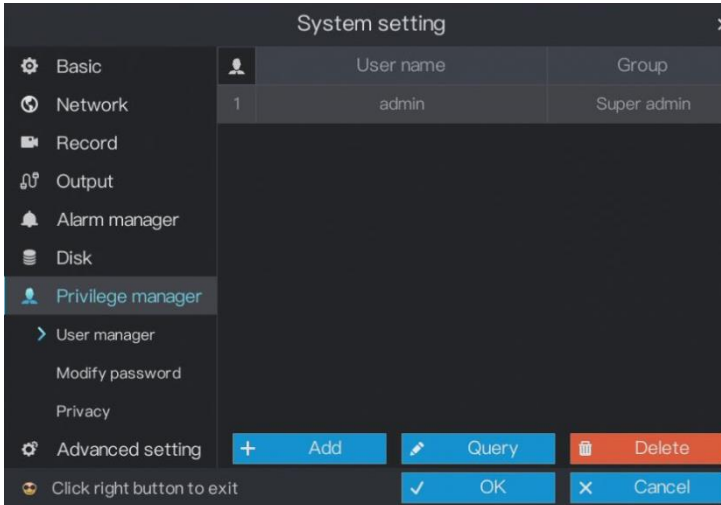 System setting
Basic
User name Group
Network
1 admin Super admin
Record
Output
Alarm manager
Disk
Privilege manager
User manager
Modify password
Privacy
Advanced setting
Add Query Delete
Click right button to exit
OK Cancel